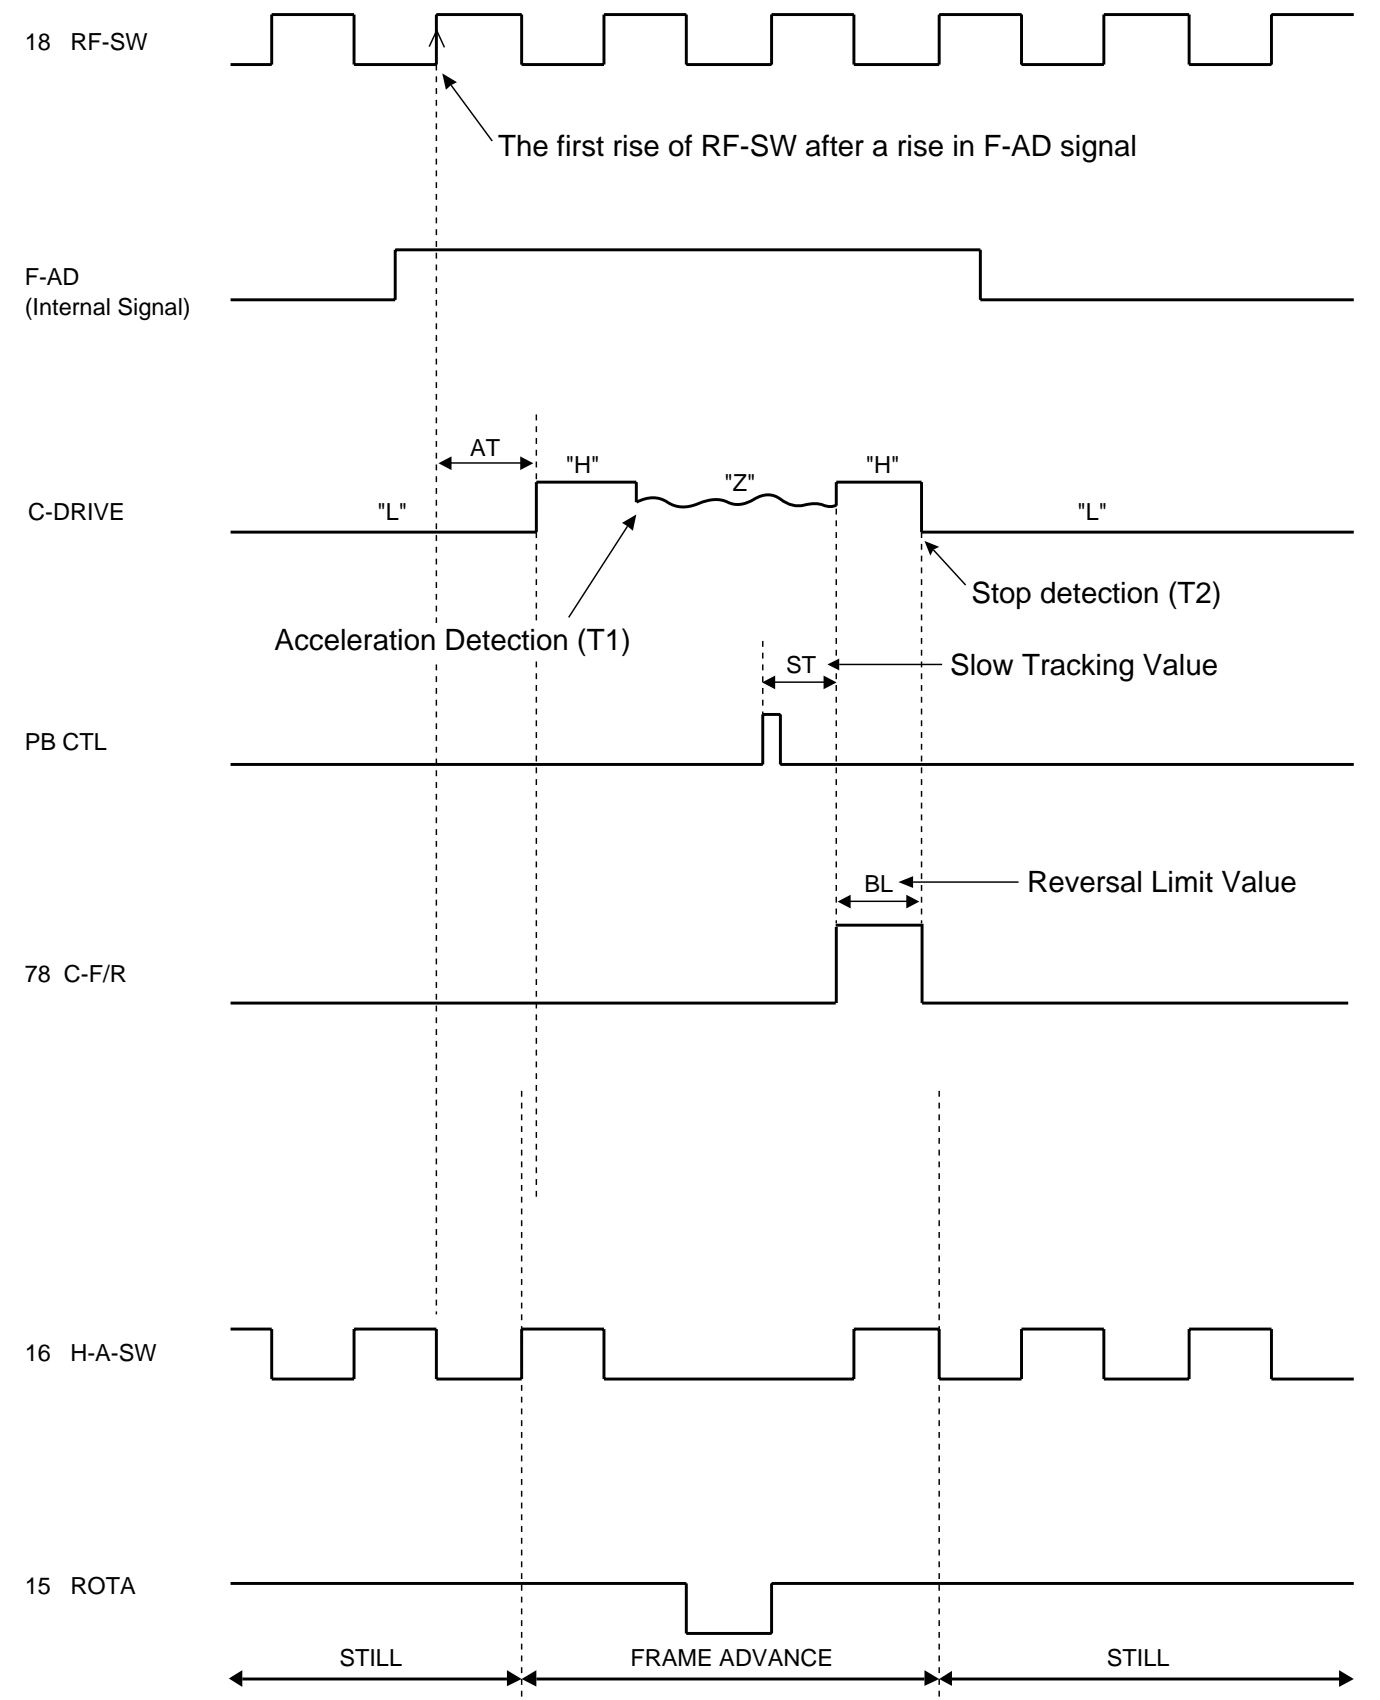 18 RF-SW
The first rise of RF-SW after a rise in F-AD signal
F-AD
(Internal Signal)
AT
"H"
"Z"
"H"
C-DRIVE
"L"
"L"
Stop detection (T2)
Acceleration Detection (T1)
ST
Slow Tracking Value
PB CTL
BL
Reversal Limit Value
78 C-F/R
16 H-A-SW
15 ROTA
STILL
FRAME ADVANCE
STILL